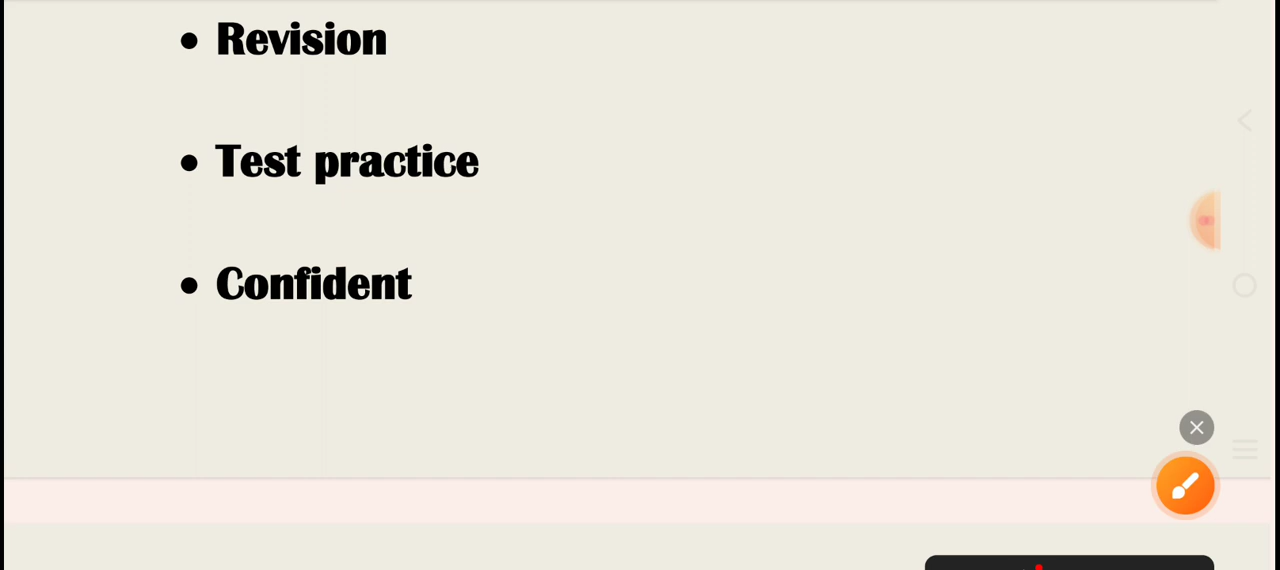 • Revision
• Test practice
• Confident